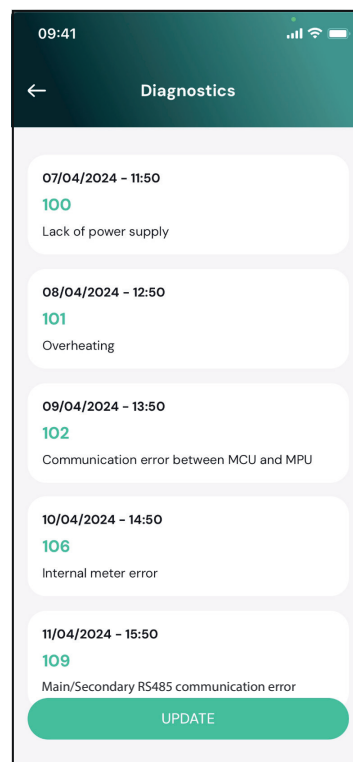 09:41
Diagnostics
07/04/2024 - 11:50
100
Lack of power supply
08/04/2024 - 12:50
101
Overheating
09/04/2024 - 13:50
102
Communication error between MCU and MPU
10/04/2024 - 14:50
106
Internal meter error
11/04/2024 - 15:50
109
Main/Secondary RS485 communication error
UPDATE